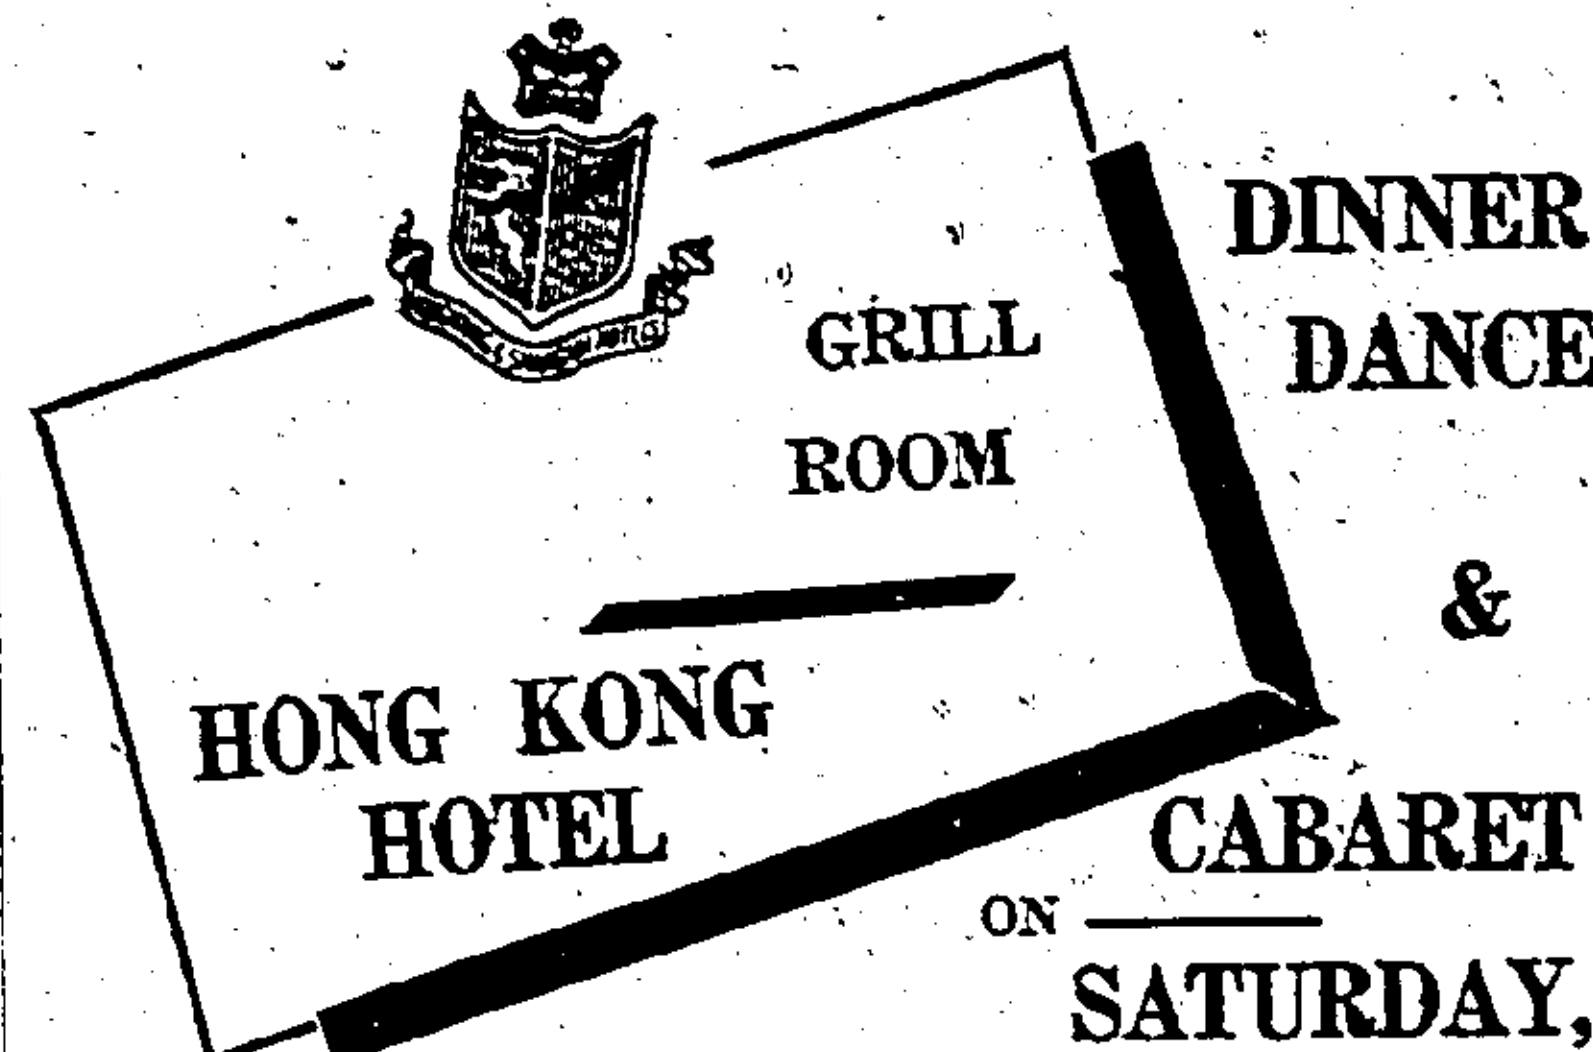 GRILL
ROOM
HONG KONG
HOTEL
DINNER
DANCE
&
CABARET
ON
SATURDAY,